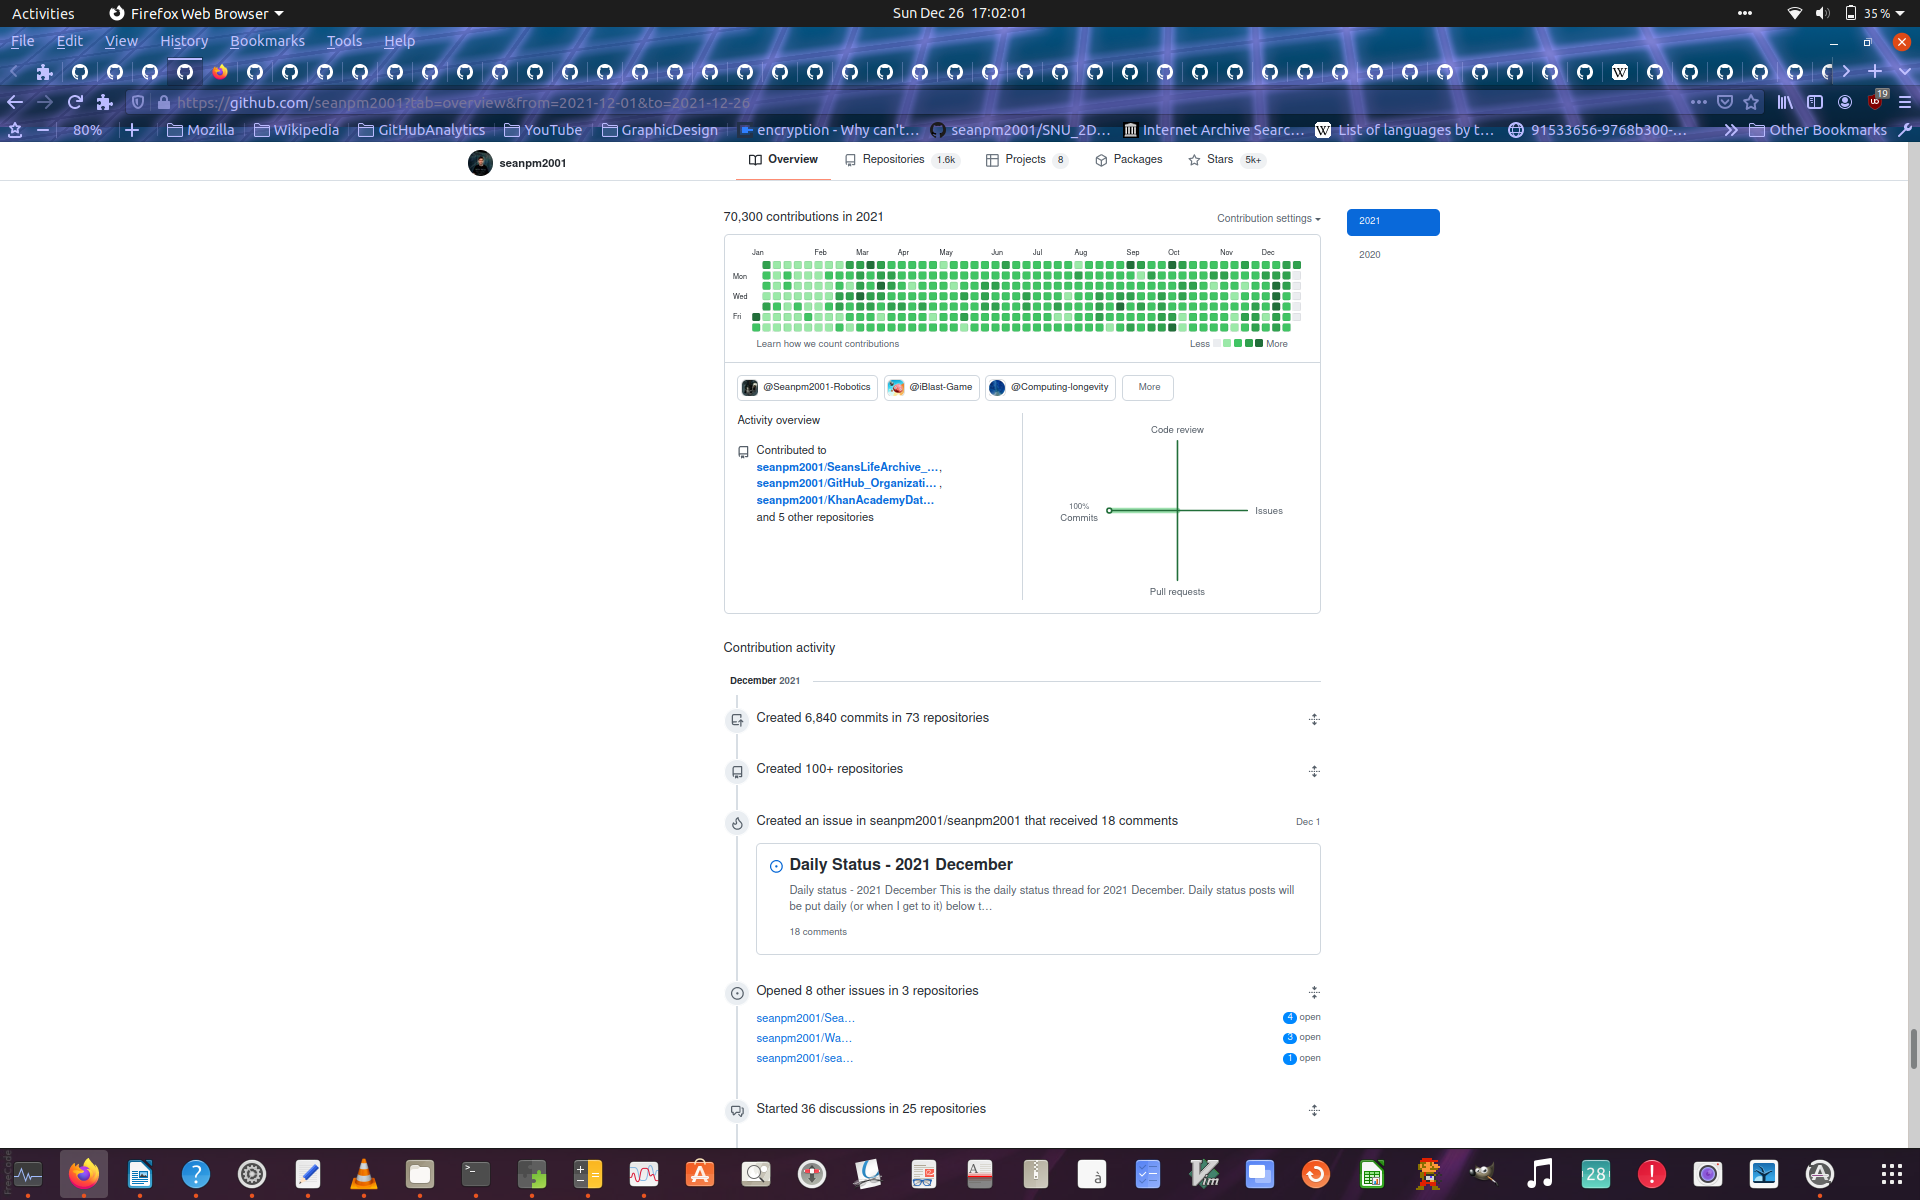 Activities
Firefox Web Browser
Sun Dec 26 17:02:01
35 %
File Edit View History Bookmarks Tools Help
https://github.com/seanpm2001?tab=overview&from=2021-12-01&to=2021-12-26
19
80%
Mozilla
Wikipedia
GitHubAnalytics
YouTube
GraphicDesign
encryption - Why can't…
seanpm2001/SNU_2D…
Internet Archive Searc…
List of languages by t…
91533656-9768b300-…
Other Bookmarks
seanpm2001
Overview
Repositories 1.6k
Projects 8
Packages
Stars 5k+
70,300 contributions in 2021
Contribution settings
2021
2020
Jan Feb Mar Apr May Jun Jul Aug Sep Oct Nov Dec
Mon
Wed
Fri
Learn how we count contributions
Less
More
@Seanpm2001-Robotics
@iBlast-Game
@Computing-longevity
More
Activity overview
Contributed to
seanpm2001/SeansLifeArchive_…,
seanpm2001/GitHub_Organizati… ,
seanpm2001/KhanAcademyDat…
and 5 other repositories
Code review
100%
Commits
Issues
Pull requests
Contribution activity
December 2021
Created 6,840 commits in 73 repositories
Created 100+ repositories
Created an issue in seanpm2001/seanpm2001 that received 18 comments
Dec 1
Daily Status - 2021 December
Daily status - 2021 December This is the daily status thread for 2021 December. Daily status posts will
be put daily (or when I get to it) below t…
18 comments
Opened 8 other issues in 3 repositories
seanpm2001/Sea…
4 open
seanpm2001/Wa…
3 open
seanpm2001/sea…
1 open
Started 36 discussions in 25 repositories
28